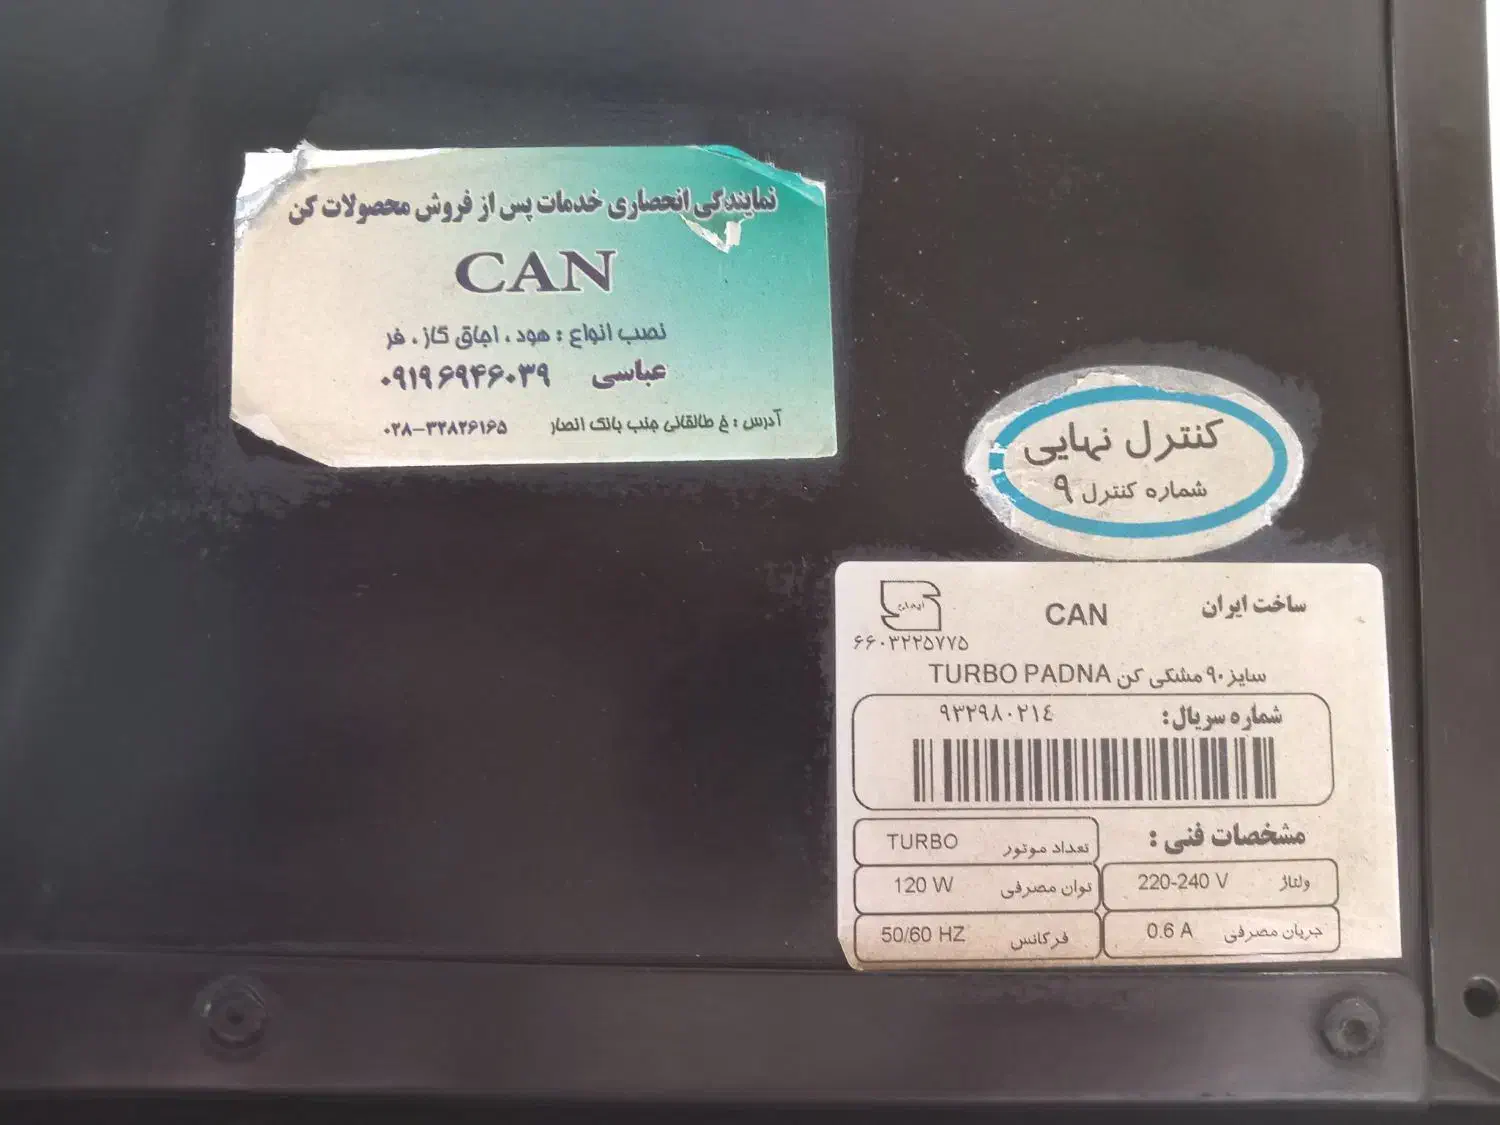 نمایندگی انحصاری خدمات پس از فروش محصولات کن
CAN
نصب انواع : هود ، اجاق گاز ، فر
عباسی ۰۹۱۹۶۹۴۶۰۳۹
آدرس : خ طالقانی جنب بانک انصار ۰۲۸-۳۲۸۲۶۱۶۵
کنترل نهایی
شماره کنترل ۹
ساخت ایران CAN
۶۶۰۳۲۲۵۷۷۵
سایز ۹۰ مشکی کن TURBO PADNA
شماره سریال: ۹۳۲۹۸۰۲۱٤
مشخصات فنی :
تعداد موتور TURBO
ولتاژ 220-240 V توان مصرفی 120 W
جریان مصرفی 0.6 A فرکانس 50/60 HZ